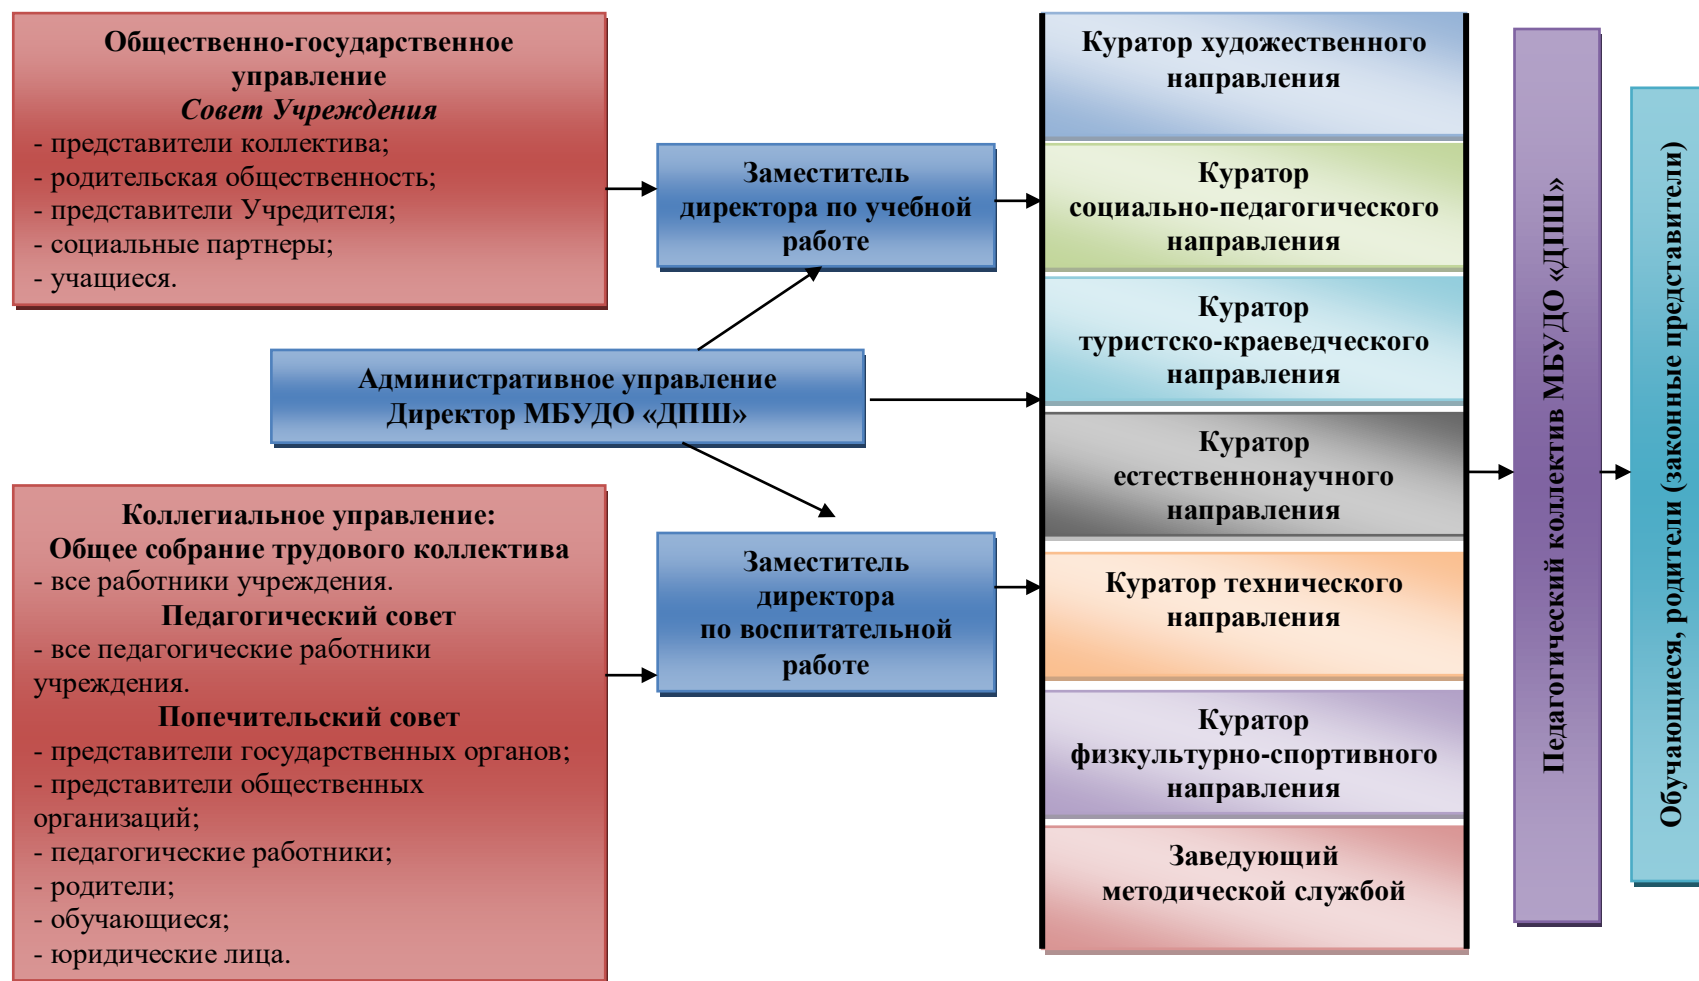 Общественно-государственное
управление
Совет Учреждения
- представители коллектива;
- родительская общественность;
- представители Учредителя;
- социальные партнеры;
- учащиеся.
Административное управление
Директор МБУДО «ДПШ»
Коллегиальное управление:
Общее собрание трудового коллектива
- все работники учреждения.
Педагогический совет
- все педагогические работники
учреждения.
Попечительский совет
- представители государственных органов;
- представители общественных
организаций;
- педагогические работники;
- родители;
- обучающиеся;
- юридические лица.
Заместитель
директора по учебной
работе
Заместитель
директора
по воспитательной
работе
Куратор художественного
направления
Куратор
социально-педагогического
направления
Куратор
туристско-краеведческого
направления
Куратор
естественнонаучного
направления
Куратор технического
направления
Куратор
физкультурно-спортивного
направления
Заведующий
методической службой
Педагогический коллектив МБУДО «ДПШ»
Обучающиеся, родители (законные представители)